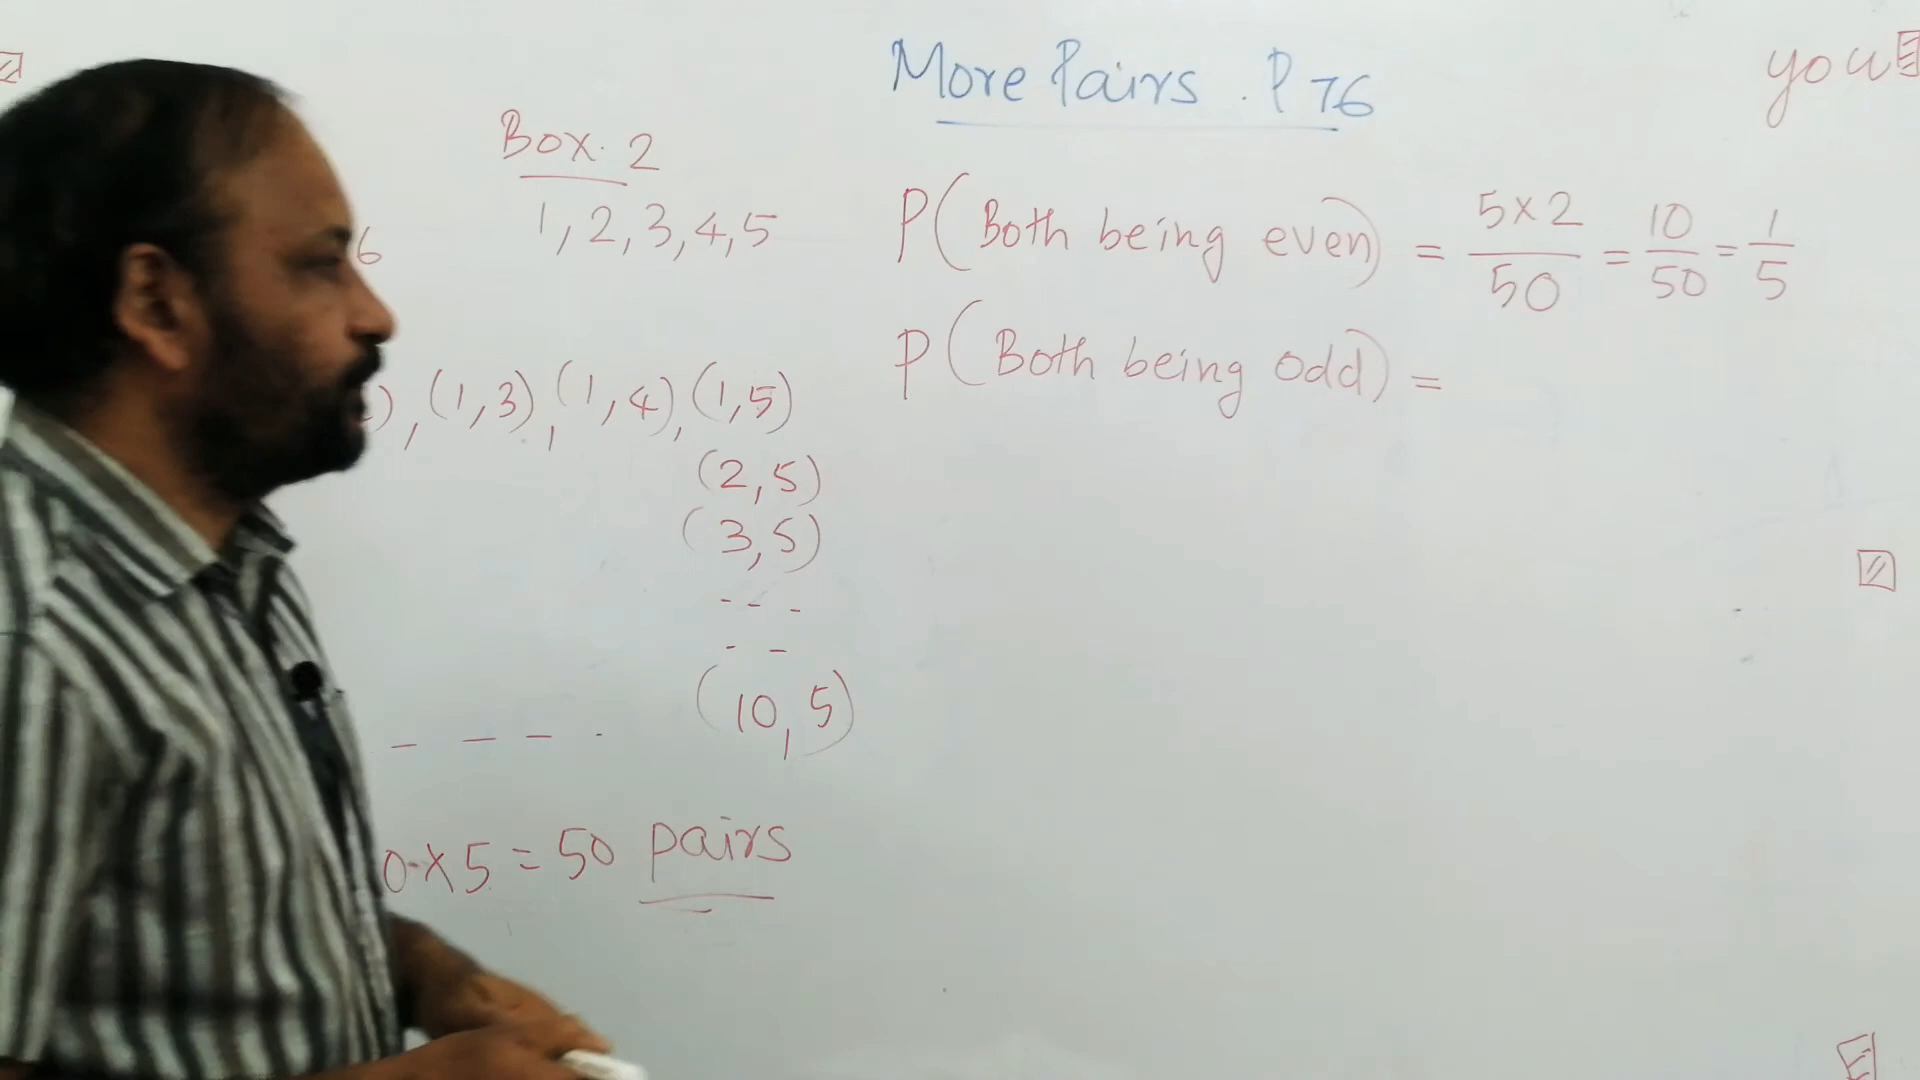 More Pairs . P 76
you
Box. 2
6
1, 2, 3, 4, 5
P(Both being even) = 5×2/50 = 10/50 = 1/5
P(Both being odd) =
), (1,3), (1,4), (1,5)
(2,5)
(3,5)
- - -
- -
(10,5)
- - - -
0×5 = 50 pairs